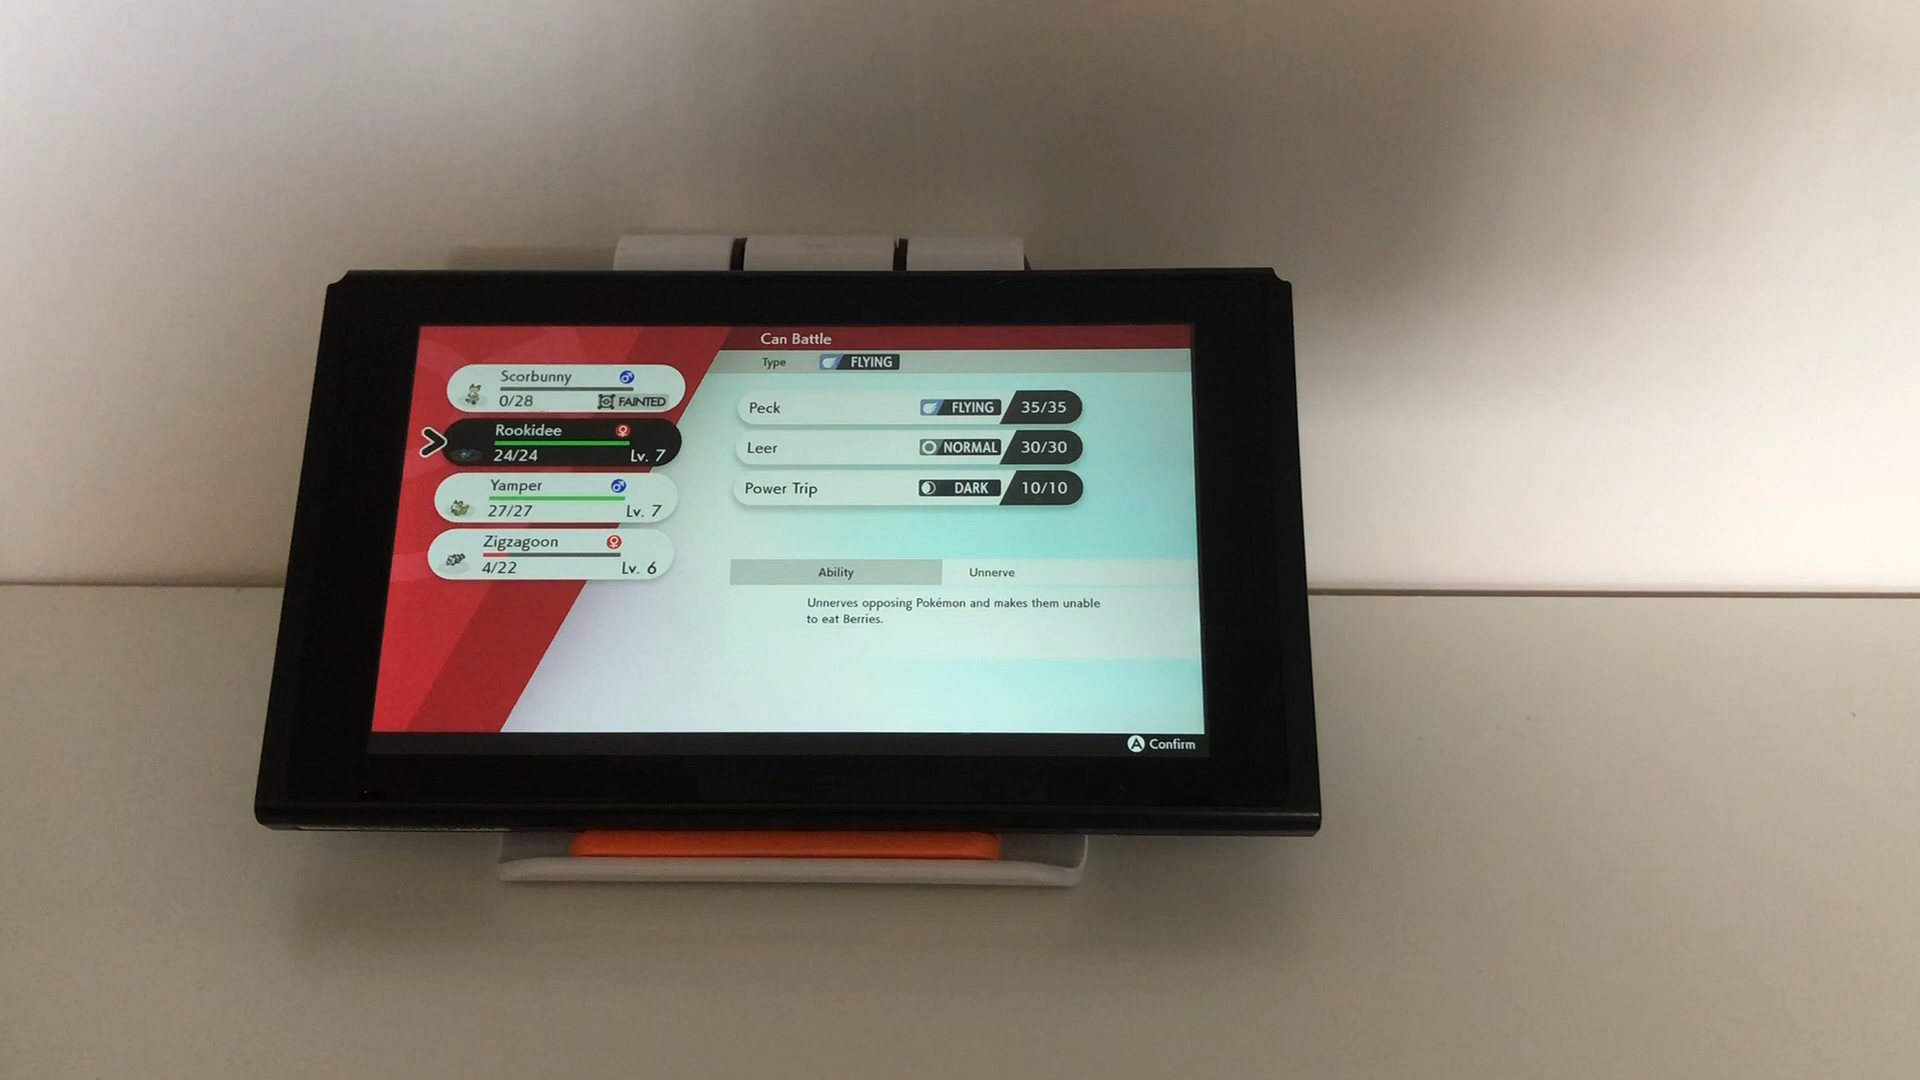 Can Battle
Type FLYING
Scorbunny ♂
0/28 FAINTED
Rookidee ♀
24/24 Lv. 7
Yamper ♂
27/27 Lv. 7
Zigzagoon ♀
4/22 Lv. 6
Peck FLYING 35/35
Leer NORMAL 30/30
Power Trip DARK 10/10
Ability Unnerve
Unnerves opposing Pokémon and makes them unable
to eat Berries.
A Confirm